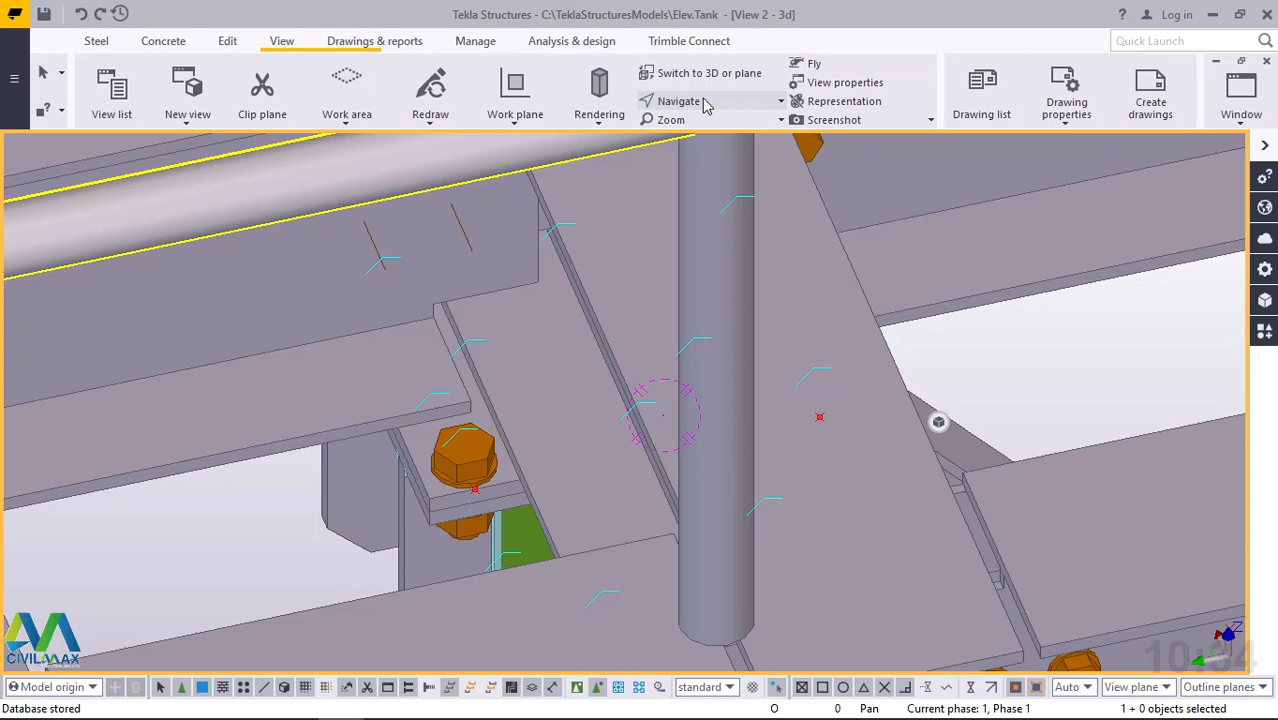 Tekla Structures - C:\TeklaStructuresModels\Elev.Tank - [View 2 - 3d]
Log in
Steel
Concrete
Edit
View
Drawings & reports
Manage
Analysis & design
Trimble Connect
Quick Launch
View list
New view
Clip plane
Work area
Redraw
Work plane
Rendering
Switch to 3D or plane
Navigate
Zoom
Fly
View properties
Representation
Screenshot
Drawing list
Drawing properties
Create drawings
Window
Z
CIVILMAX
10:34
Model origin
standard
Auto
View plane
Outline planes
Database stored
O
0
Pan
Current phase: 1, Phase 1
1 + 0 objects selected